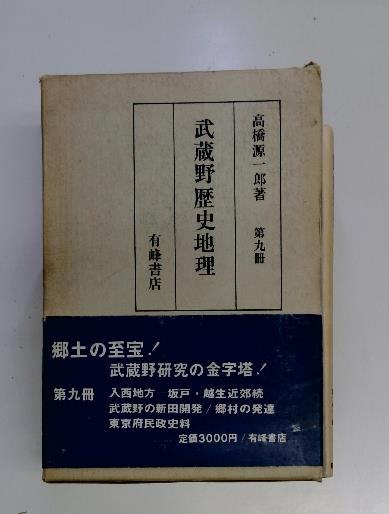 高橋源一郎著 第九冊
武蔵野歴史地理
有峰書店
郷土の至宝!
武蔵野研究の金字塔!
第九冊 入西地方 坂戸・越生近郊続
武蔵野の新田開発/郷村の発達
東京府民政史料
定価3000円/有峰書店